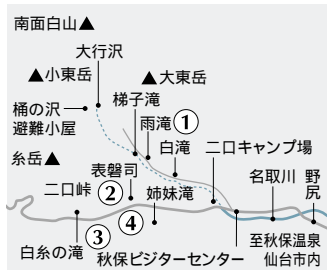 南面白山▲
大行沢
▲小東岳
▲大東岳
梯子滝
桶の沢
避難小屋
雨滝①
白滝
二口キャンプ場
糸岳▲
表磐司
二口峠
②
姉妹滝
名取川
野
尻
③
④
白糸の滝
秋保ビジターセンター
至秋保温泉
仙台市内